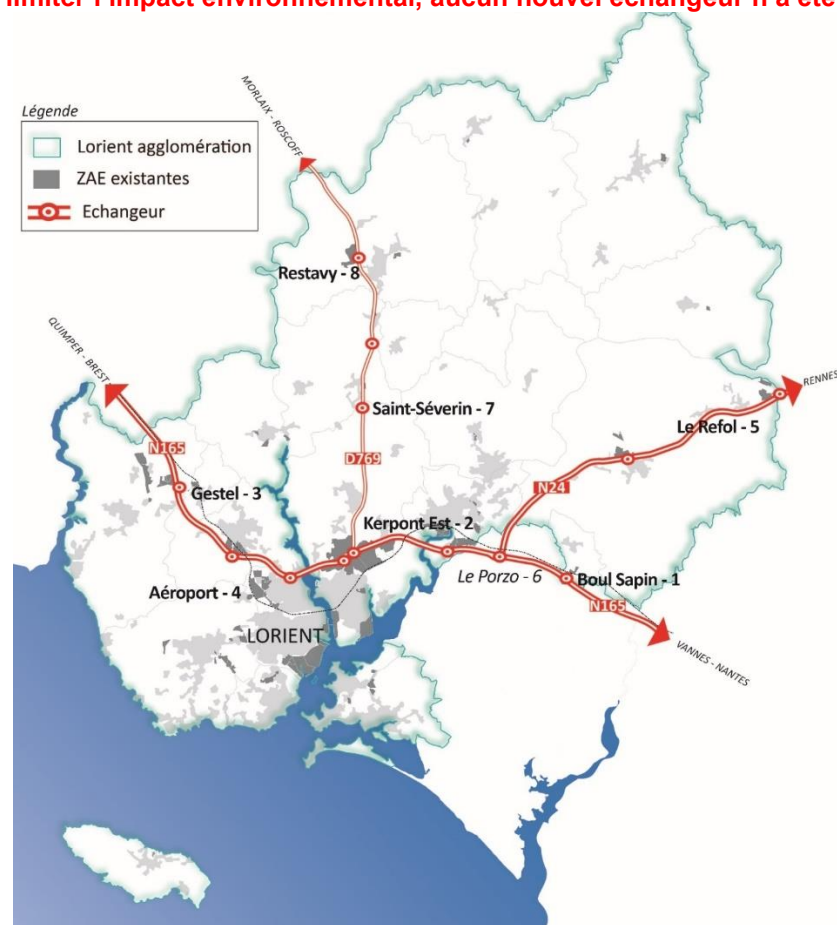 limiter l'impact environnemental, aucun nouvel échangeur n'a été
Légende
Lorient agglomération
ZAE existantes
Echangeur
MORLAIX - ROSCOFF
Restavy - 8
QUIMPER - BREST
RENNES
Saint-Séverin - 7
Le Refol - 5
N165
D769
N24
Gestel - 3
Kerpont Est - 2
Le Porzo - 6
Boul Sapin - 1
Aéroport - 4
N165
LORIENT
VANNES - NANTES